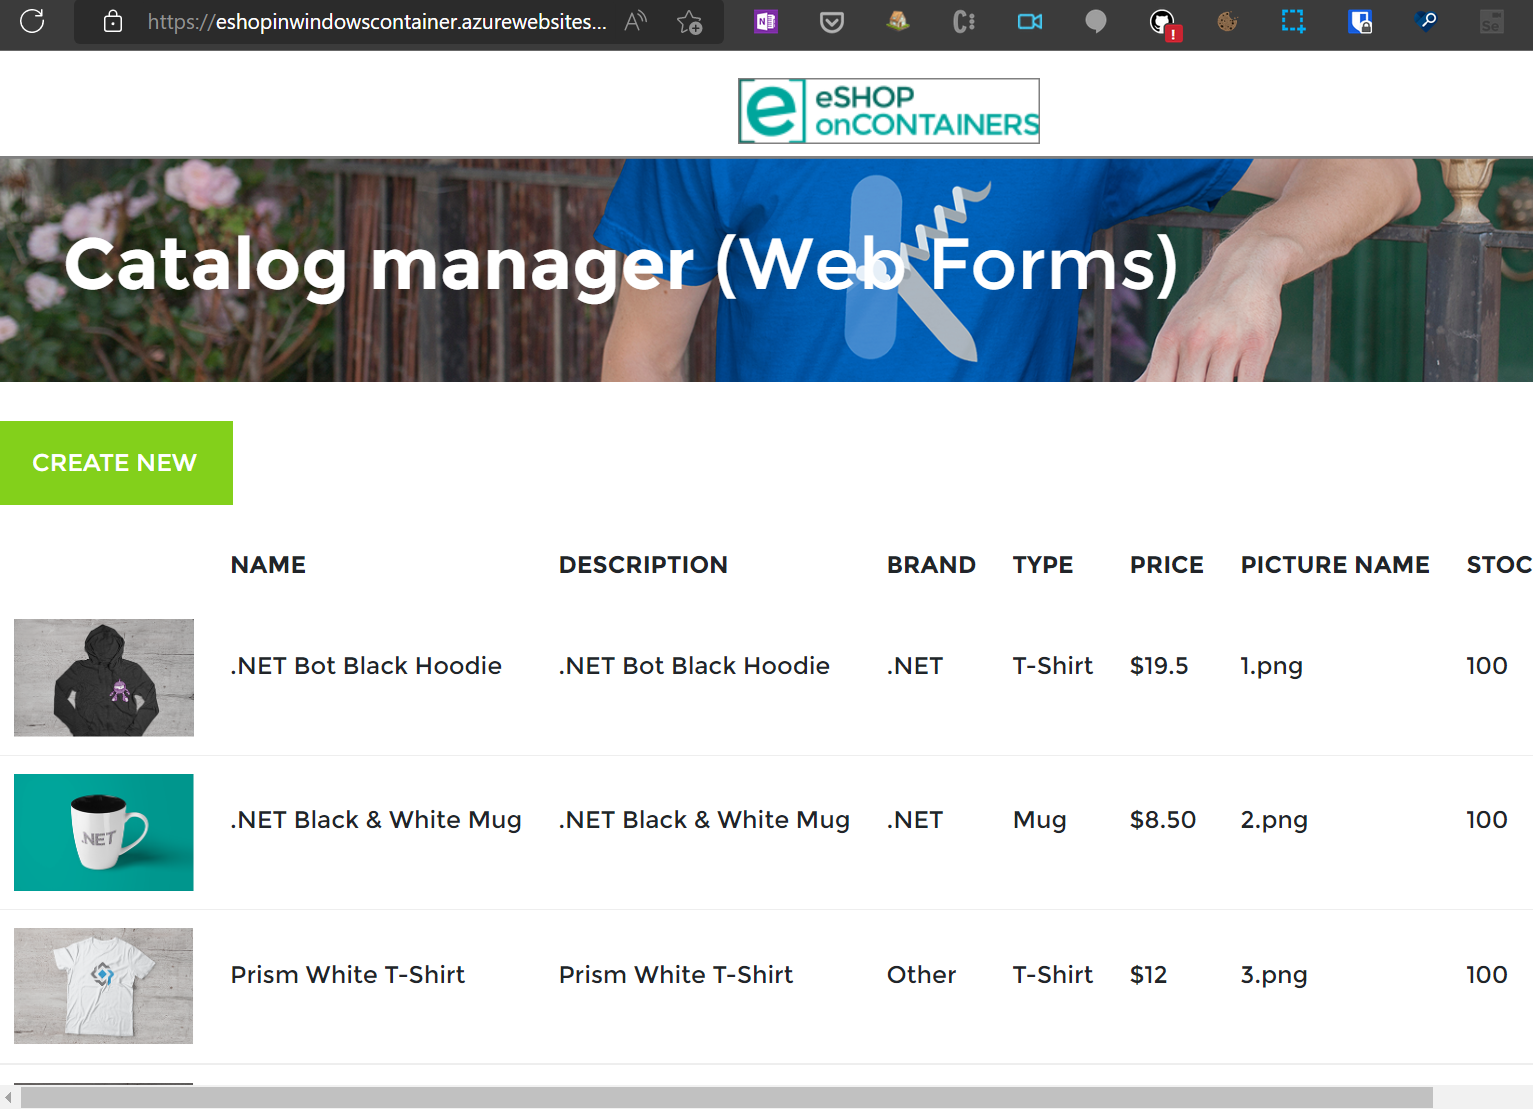 https://eshopinwindowscontainer.azurewebsites...
eSHOP
onCONTAINERS
Catalog manager (Web Forms)
CREATE NEW
NAME DESCRIPTION BRAND TYPE PRICE PICTURE NAME STOC
.NET Bot Black Hoodie .NET Bot Black Hoodie .NET T-Shirt $19.5 1.png 100
.NET
.NET Black & White Mug .NET Black & White Mug .NET Mug $8.50 2.png 100
Prism White T-Shirt Prism White T-Shirt Other T-Shirt $12 3.png 100